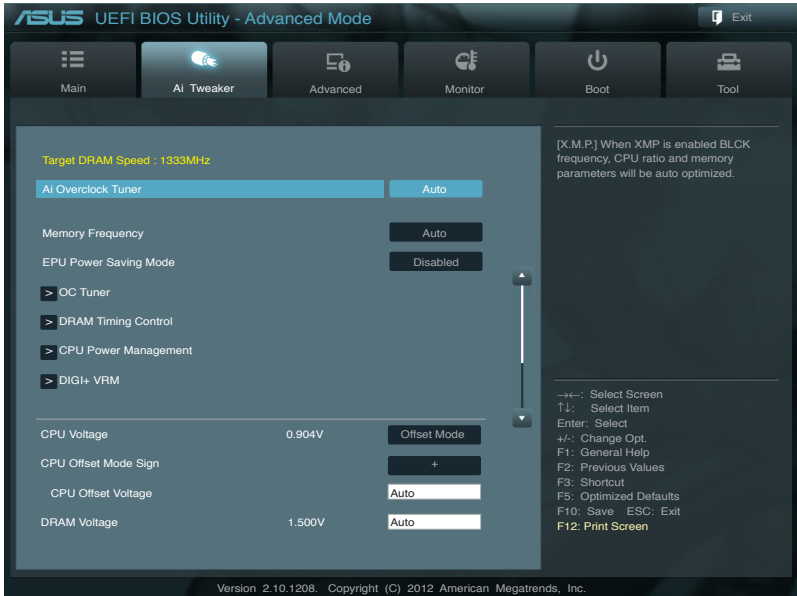 ASUS UEFI BIOS Utility - Advanced Mode
Exit
Main
Ai Tweaker
Advanced
Monitor
Boot
Tool
Target DRAM Speed : 1333MHz
Ai Overclock Tuner Auto
Memory Frequency Auto
EPU Power Saving Mode Disabled
> OC Tuner
> DRAM Timing Control
> CPU Power Management
> DIGI+ VRM
CPU Voltage 0.904V Offset Mode
CPU Offset Mode Sign +
CPU Offset Voltage Auto
DRAM Voltage 1.500V Auto
[X.M.P.] When XMP is enabled BLCK
frequency, CPU ratio and memory
parameters will be auto optimized.
→←: Select Screen
↑↓: Select Item
Enter: Select
+/-: Change Opt.
F1: General Help
F2: Previous Values
F3: Shortcut
F5: Optimized Defaults
F10: Save ESC: Exit
F12: Print Screen
Version 2.10.1208. Copyright (C) 2012 American Megatrends, Inc.